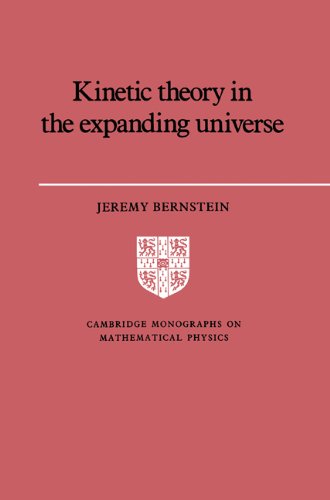 Kinetic theory in
the expanding universe
JEREMY BERNSTEIN
CAMBRIDGE MONOGRAPHS ON
MATHEMATICAL PHYSICS